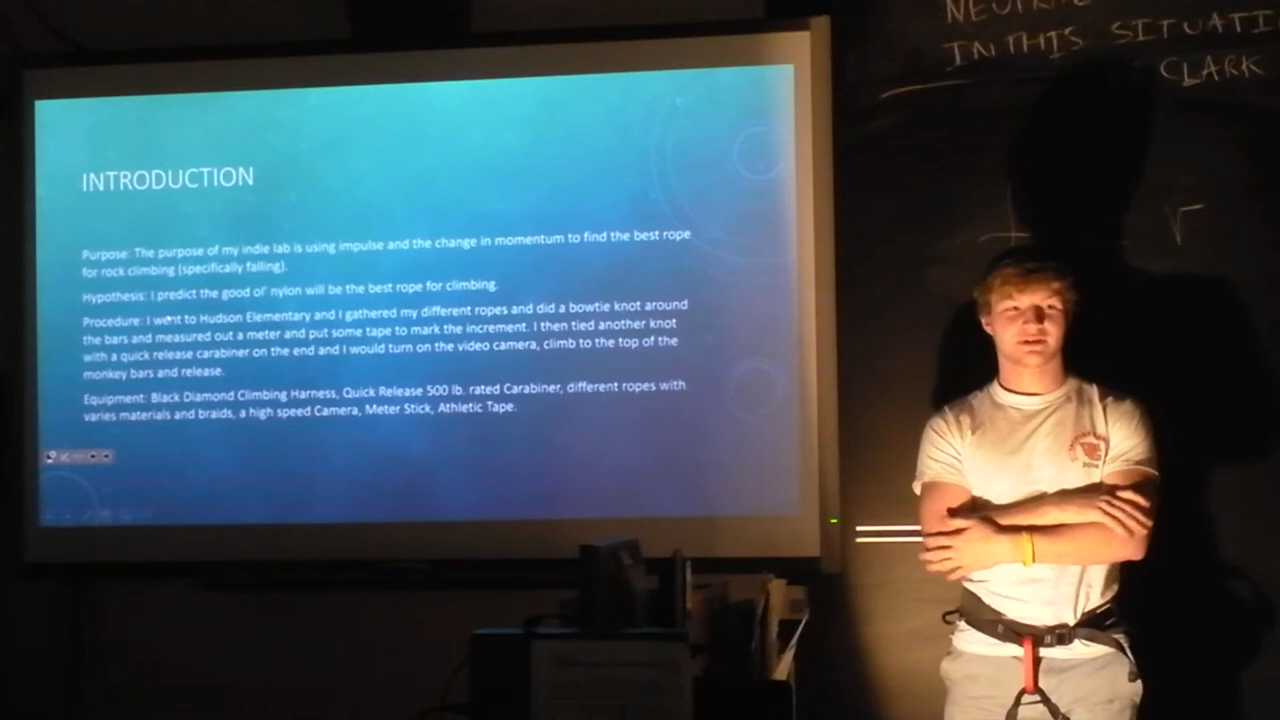 INTRODUCTION
Purpose: The purpose of my indie lab is using impulse and the change in momentum to find the best rope
for rock climbing (specifically falling).
Hypothesis: I predict the good ol' nylon will be the best rope for climbing.
Procedure: I went to Hudson Elementary and I gathered my different ropes and did a bowtie knot around
the bars and measured out a meter and put some tape to mark the increment. I then tied another knot
with a quick release carabiner on the end and I would turn on the video camera, climb to the top of the
monkey bars and release.
Equipment: Black Diamond Climbing Harness, Quick Release 500 lb. rated Carabiner, different ropes with
varies materials and braids, a high speed Camera, Meter Stick, Athletic Tape.
IN THIS SITUATI
CLARK